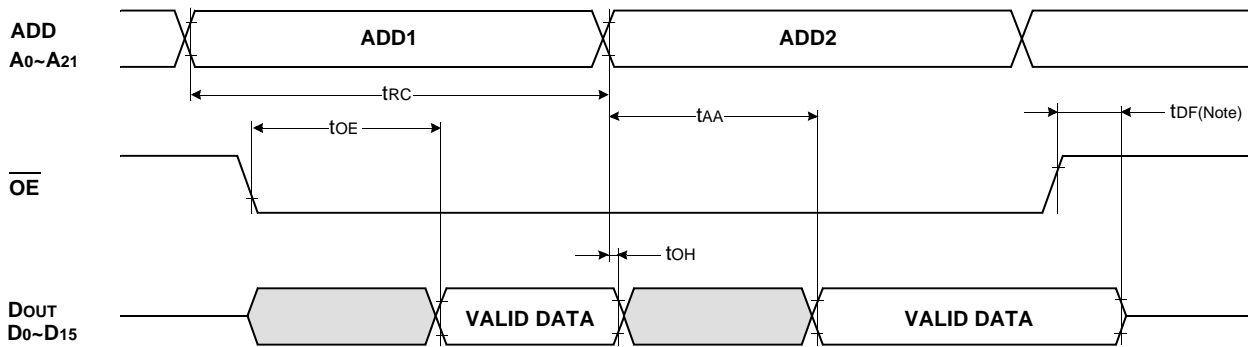 ADD
A0~A21
ADD1
ADD2
tRC
tAA
tDF(Note)
tOE
OE
tOH
DOUT
D0~D15
VALID DATA
VALID DATA